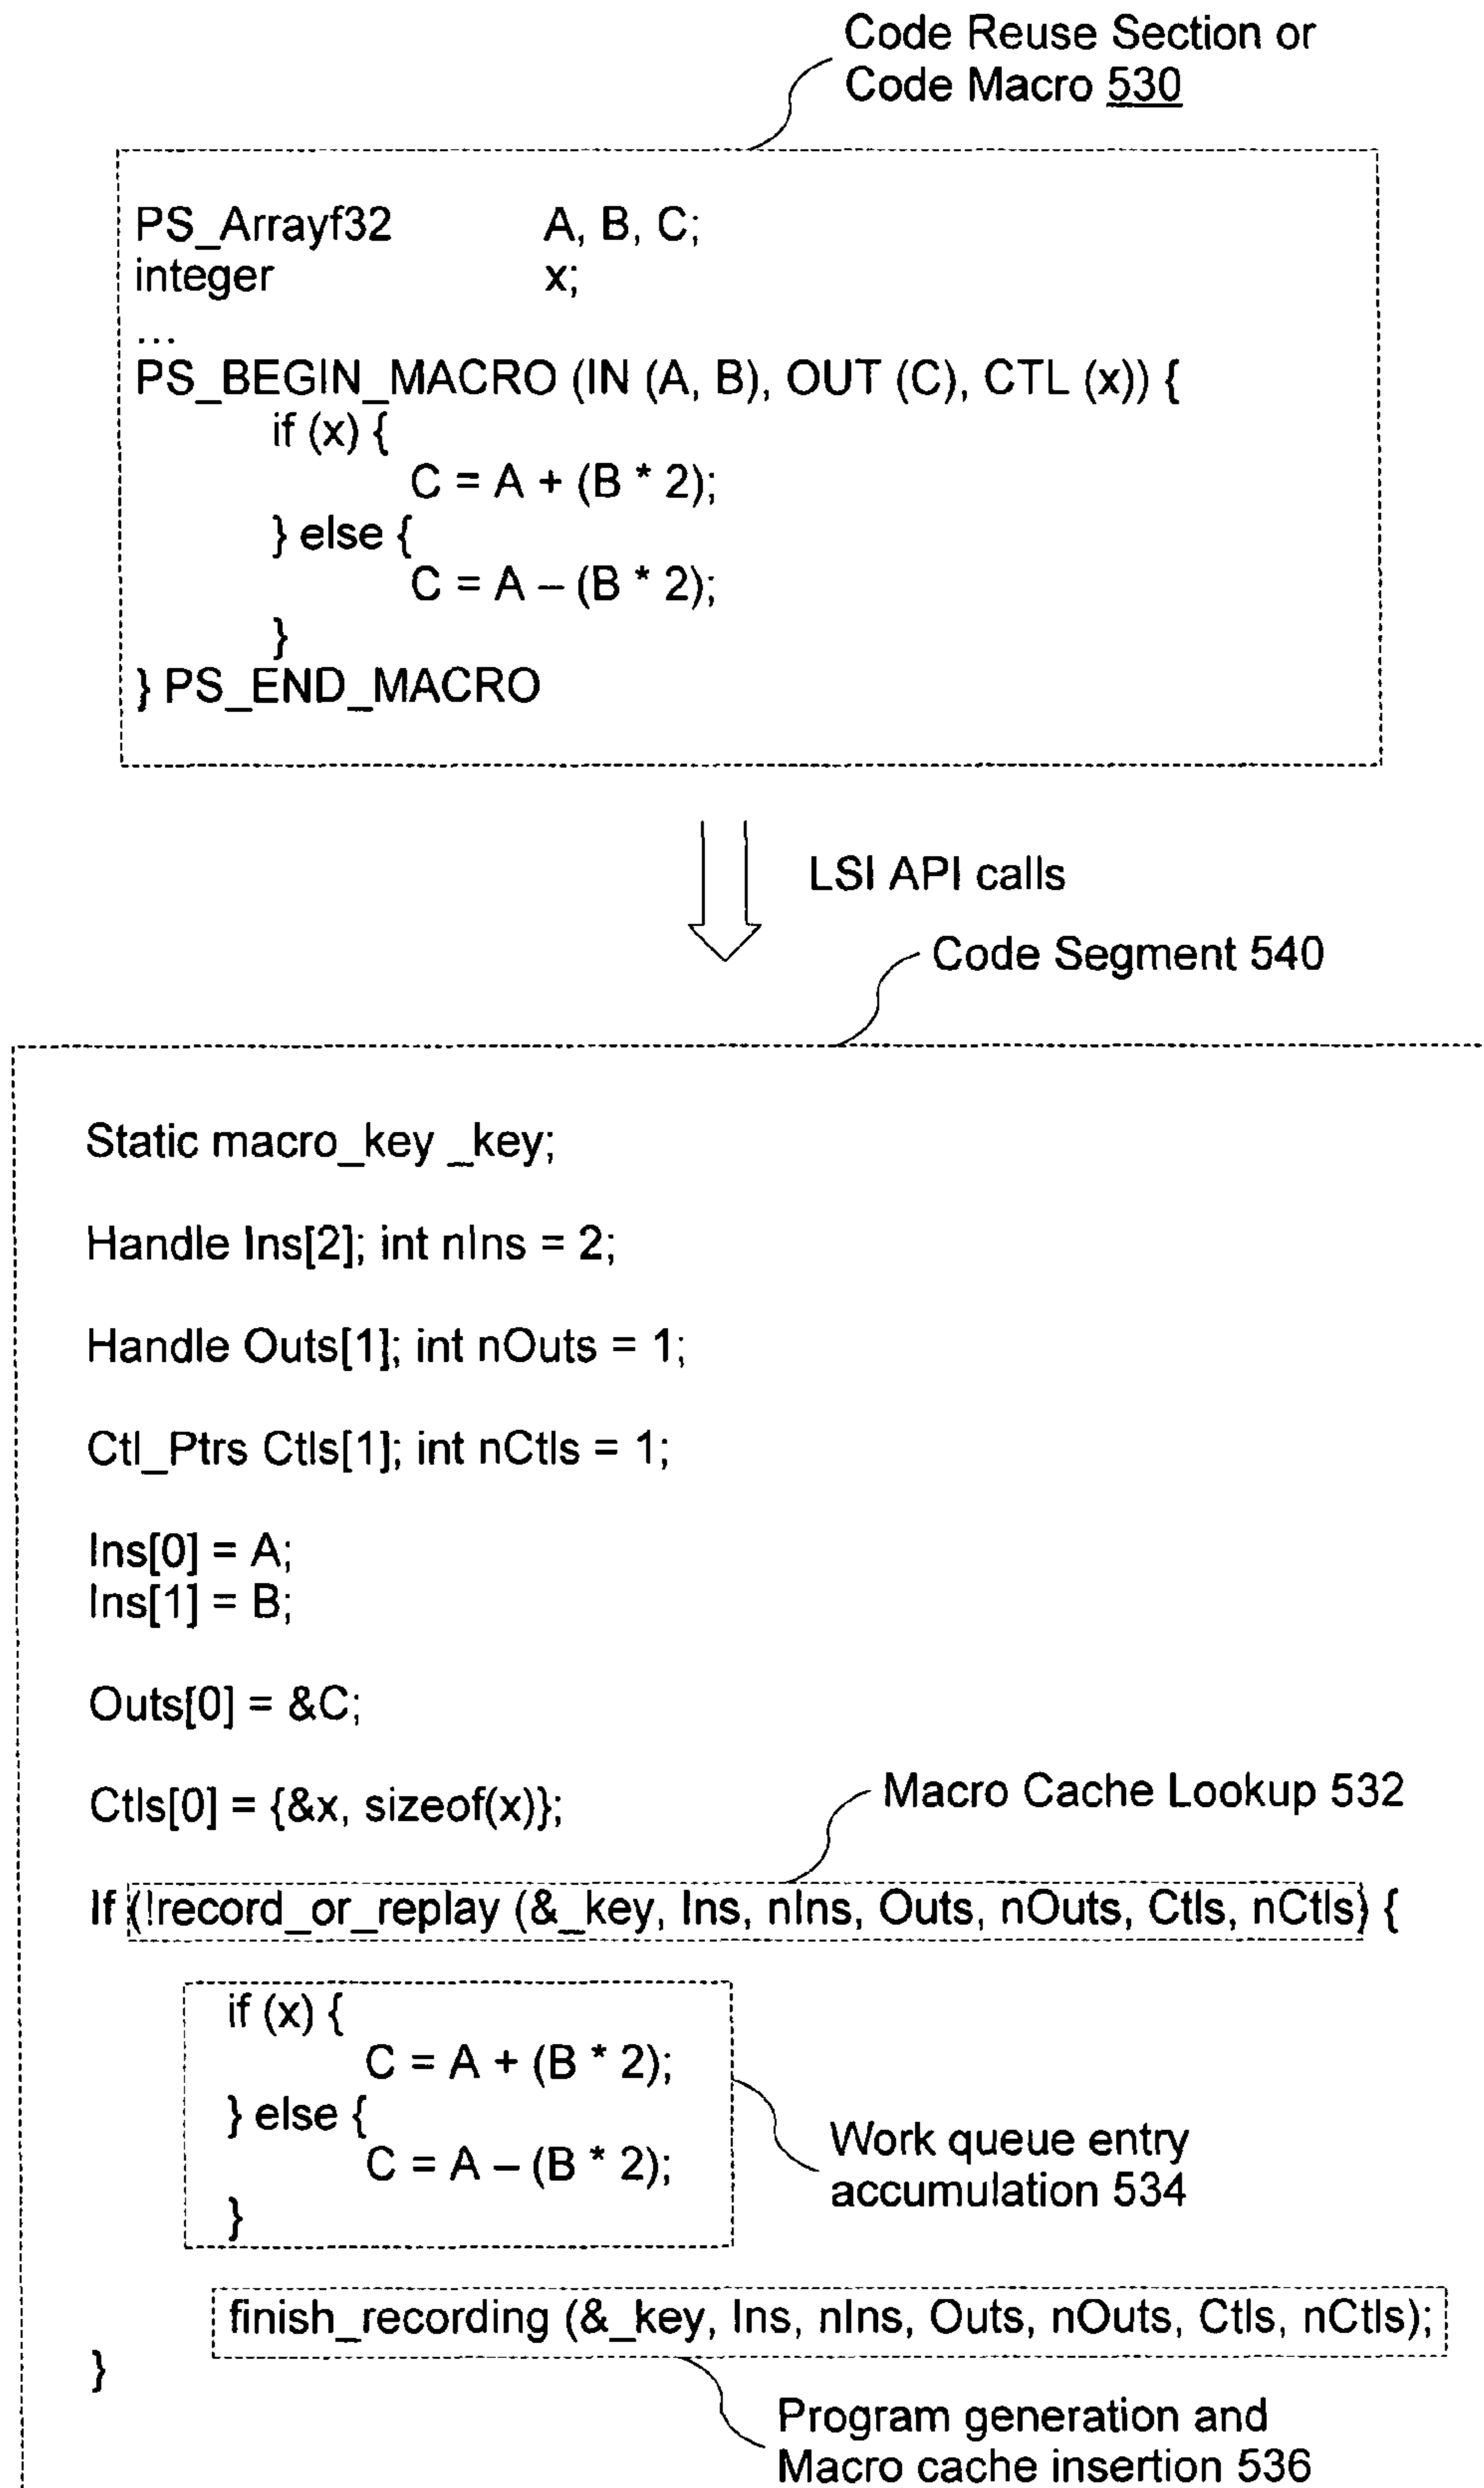 Code Reuse Section or
Code Macro 530
PS_Arrayf32 A, B, C;
integer x;
...
PS_BEGIN_MACRO (IN (A, B), OUT (C), CTL (x)) {
if (x) {
C = A + (B * 2);
} else {
C = A – (B * 2);
}
} PS_END_MACRO
LSI API calls
Code Segment 540
Static macro_key _key;
Handle Ins[2]; int nIns = 2;
Handle Outs[1]; int nOuts = 1;
Ctl_Ptrs Ctls[1]; int nCtls = 1;
Ins[0] = A;
Ins[1] = B;
Outs[0] = &C;
Ctls[0] = {&x, sizeof(x)};
Macro Cache Lookup 532
If (!record_or_replay (&_key, Ins, nIns, Outs, nOuts, Ctls, nCtls) {
if (x) {
C = A + (B * 2);
} else {
C = A – (B * 2);
}
Work queue entry
accumulation 534
finish_recording (&_key, Ins, nIns, Outs, nOuts, Ctls, nCtls);
}
Program generation and
Macro cache insertion 536